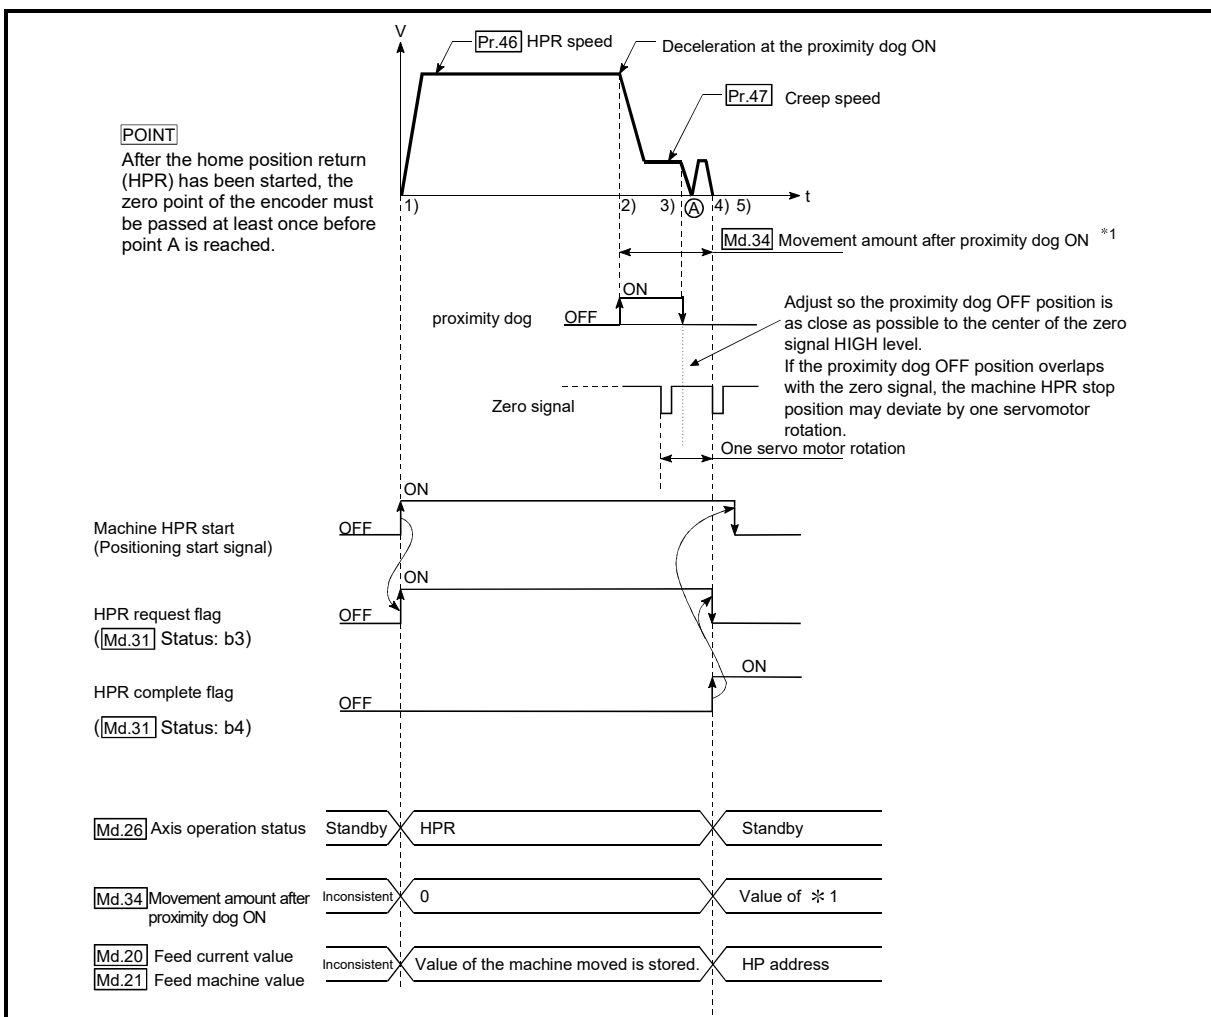 V
Pr.46 HPR speed
Deceleration at the proximity dog ON
Pr.47 Creep speed
POINT
After the home position return
(HPR) has been started, the
zero point of the encoder must
be passed at least once before
point A is reached.
t
1) 2) 3) A 4) 5)
Md.34 Movement amount after proximity dog ON *1
ON
proximity dog OFF
Adjust so the proximity dog OFF position is
as close as possible to the center of the zero
signal HIGH level.
If the proximity dog OFF position overlaps
with the zero signal, the machine HPR stop
position may deviate by one servomotor
rotation.
Zero signal
One servo motor rotation
ON
Machine HPR start OFF
(Positioning start signal)
ON
HPR request flag OFF
(Md.31 Status: b3)
ON
HPR complete flag OFF
(Md.31 Status: b4)
Md.26 Axis operation status Standby HPR Standby
Md.34 Movement amount after Inconsistent 0 Value of *1
proximity dog ON
Md.20 Feed current value
Inconsistent Value of the machine moved is stored. HP address
Md.21 Feed machine value